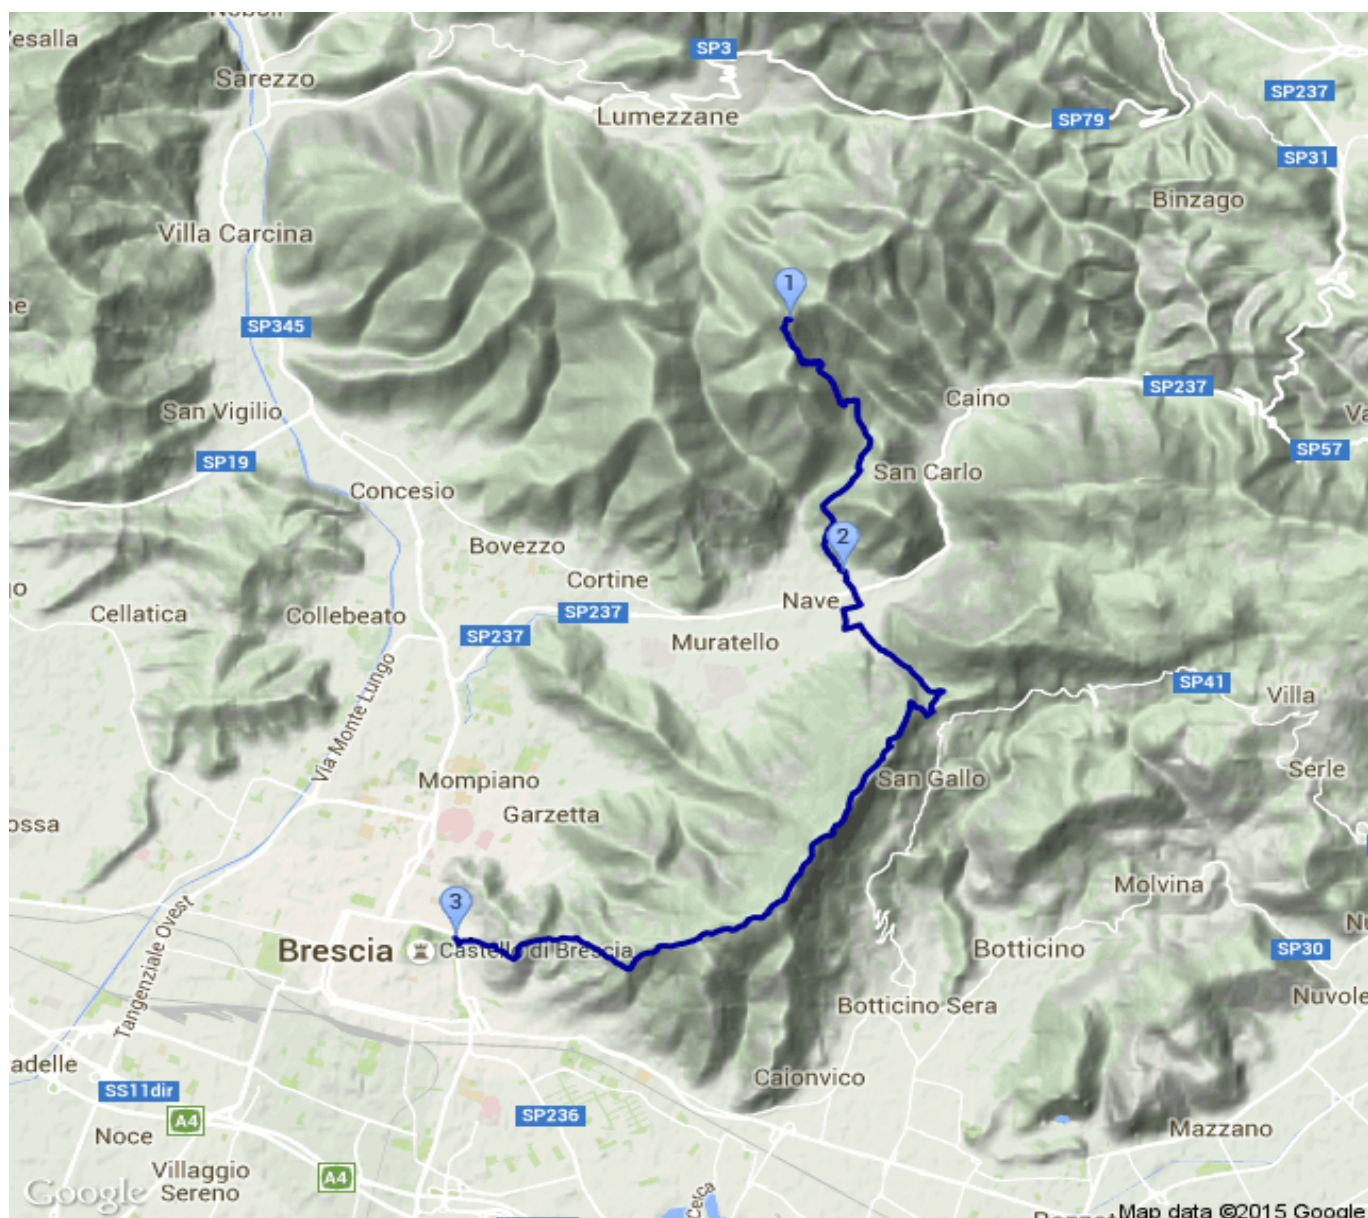 Sarezzo
SP3
Lumezzane
SP79
SP237
SP31
Binzago
Villa Carcina
1
SP345
San Vigilio
Caino
SP237
SP19
San Carlo
SP57
Concesio
Bovezzo
2
Cortine
Nave
Cellatica
Collebeato
SP237
SP237
Muratello
Via Monte Lungo
SP41
Villa
Mompiano
San Gallo
Serle
Garzetta
Molvina
3
Brescia
Castello di Brescia
Botticino
SP30
Tangenziale Ovest
Botticino Sera
Caionvico
SS11dir
A4
SP236
Noce
Mazzano
Villaggio
Sereno
A4
Google
Map data ©2015 Google